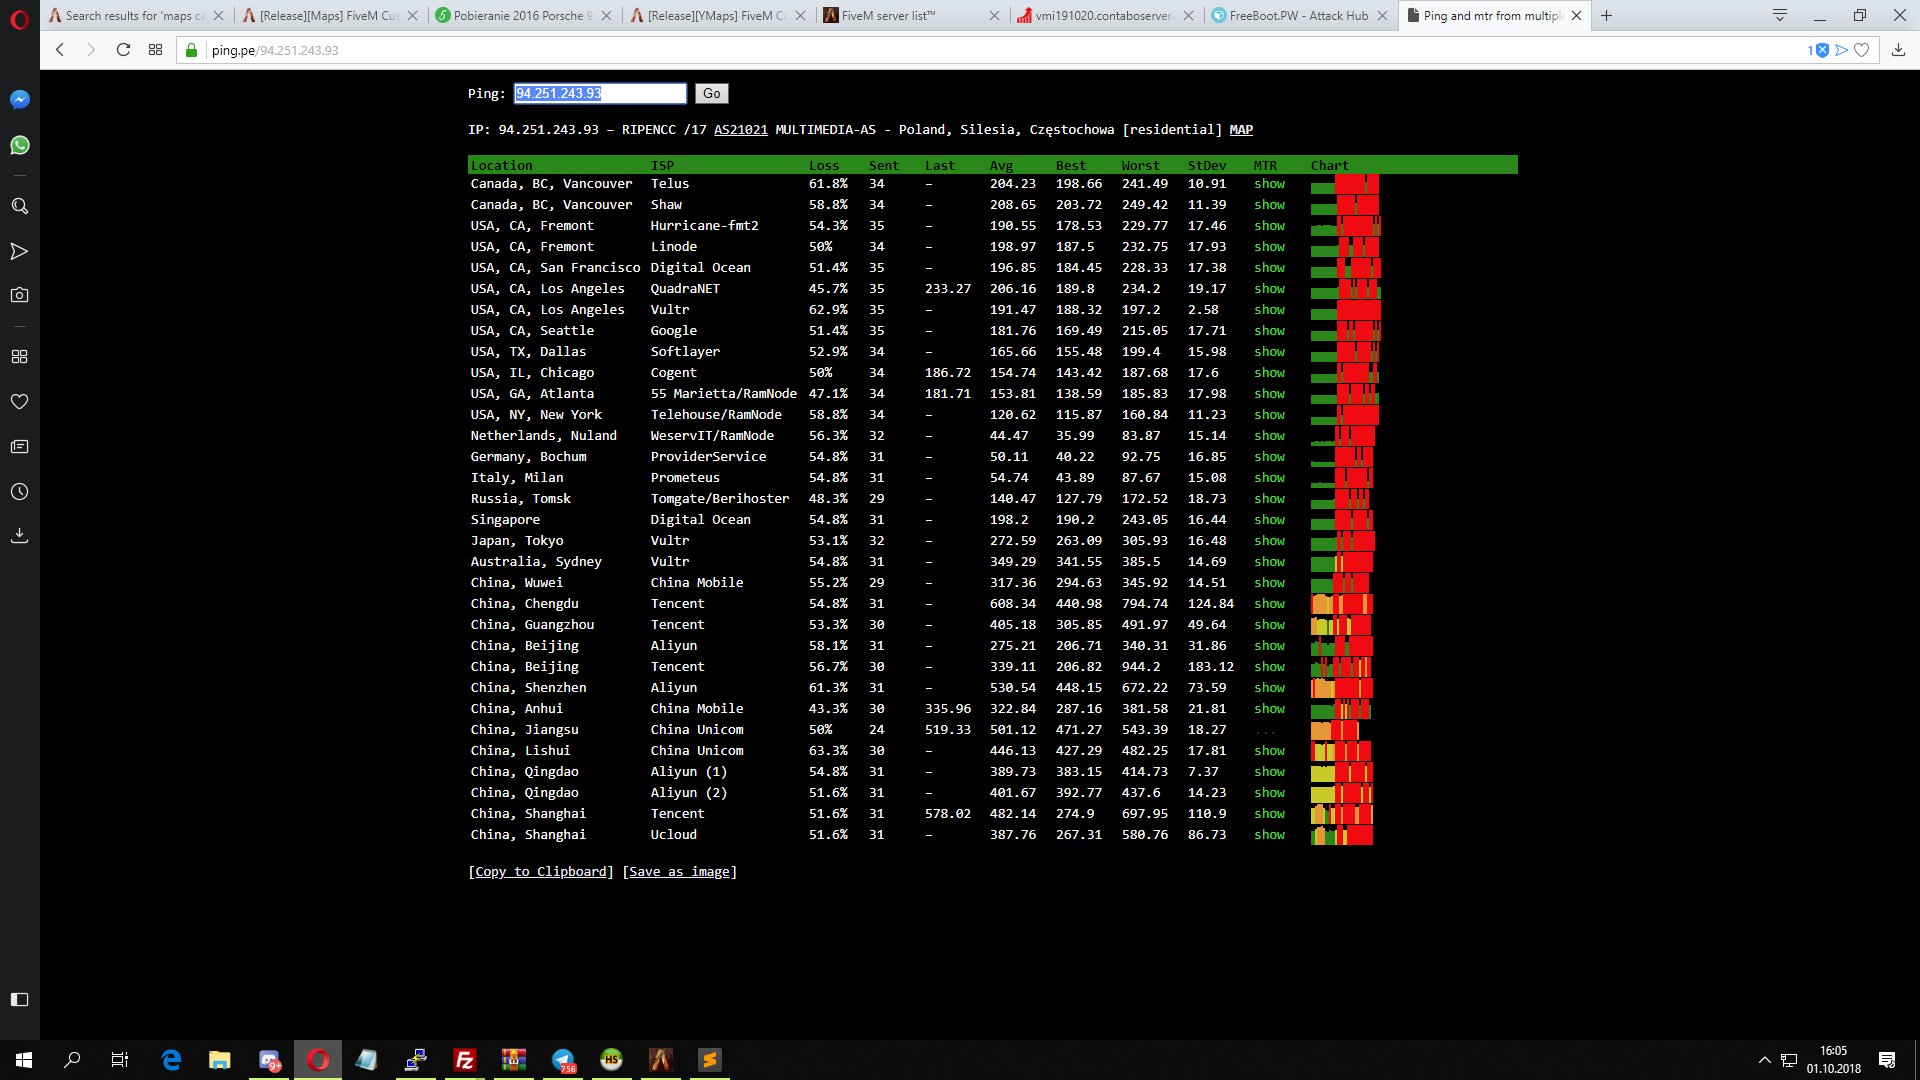 Search results for 'maps ca
[Release][Maps] FiveM Cus
Pobieranie 2016 Porsche 9
[Release][YMaps] FiveM Cu
FiveM server list™
vmi191020.contaboserver.
FreeBoot.PW - Attack Hub
Ping and mtr from multipl
ping.pe/94.251.243.93
1
Ping: 94.251.243.93 Go
IP: 94.251.243.93 – RIPENCC /17 AS21021 MULTIMEDIA-AS - Poland, Silesia, Częstochowa [residential] MAP
Location ISP Loss Sent Last Avg Best Worst StDev MTR Chart
Canada, BC, Vancouver Telus 61.8% 34 – 204.23 198.66 241.49 10.91 show
Canada, BC, Vancouver Shaw 58.8% 34 – 208.65 203.72 249.42 11.39 show
USA, CA, Fremont Hurricane-fmt2 54.3% 35 – 190.55 178.53 229.77 17.46 show
USA, CA, Fremont Linode 50% 34 – 198.97 187.5 232.75 17.93 show
USA, CA, San Francisco Digital Ocean 51.4% 35 – 196.85 184.45 228.33 17.38 show
USA, CA, Los Angeles QuadraNET 45.7% 35 233.27 206.16 189.8 234.2 19.17 show
USA, CA, Los Angeles Vultr 62.9% 35 – 191.47 188.32 197.2 2.58 show
USA, CA, Seattle Google 51.4% 35 – 181.76 169.49 215.05 17.71 show
USA, TX, Dallas Softlayer 52.9% 34 – 165.66 155.48 199.4 15.98 show
USA, IL, Chicago Cogent 50% 34 186.72 154.74 143.42 187.68 17.6 show
USA, GA, Atlanta 55 Marietta/RamNode 47.1% 34 181.71 153.81 138.59 185.83 17.98 show
USA, NY, New York Telehouse/RamNode 58.8% 34 – 120.62 115.87 160.84 11.23 show
Netherlands, Nuland WeservIT/RamNode 56.3% 32 – 44.47 35.99 83.87 15.14 show
Germany, Bochum ProviderService 54.8% 31 – 50.11 40.22 92.75 16.85 show
Italy, Milan Prometeus 54.8% 31 – 54.74 43.89 87.67 15.08 show
Russia, Tomsk Tomgate/Berihoster 48.3% 29 – 140.47 127.79 172.52 18.73 show
Singapore Digital Ocean 54.8% 31 – 198.2 190.2 243.05 16.44 show
Japan, Tokyo Vultr 53.1% 32 – 272.59 263.09 305.93 16.48 show
Australia, Sydney Vultr 54.8% 31 – 349.29 341.55 385.5 14.69 show
China, Wuwei China Mobile 55.2% 29 – 317.36 294.63 345.92 14.51 show
China, Chengdu Tencent 54.8% 31 – 608.34 440.98 794.74 124.84 show
China, Guangzhou Tencent 53.3% 30 – 405.18 305.85 491.97 49.64 show
China, Beijing Aliyun 58.1% 31 – 275.21 206.71 340.31 31.86 show
China, Beijing Tencent 56.7% 30 – 339.11 206.82 944.2 183.12 show
China, Shenzhen Aliyun 61.3% 31 – 530.54 448.15 672.22 73.59 show
China, Anhui China Mobile 43.3% 30 335.96 322.84 287.16 381.58 21.81 show
China, Jiangsu China Unicom 50% 24 519.33 501.12 471.27 543.39 18.27 ...
China, Lishui China Unicom 63.3% 30 – 446.13 427.29 482.25 17.81 show
China, Qingdao Aliyun (1) 54.8% 31 – 389.73 383.15 414.73 7.37 show
China, Qingdao Aliyun (2) 51.6% 31 – 401.67 392.77 437.6 14.23 show
China, Shanghai Tencent 51.6% 31 578.02 482.14 274.9 697.95 110.9 show
China, Shanghai Ucloud 51.6% 31 – 387.76 267.31 580.76 86.73 show
[Copy to Clipboard] [Save as image]
9+
756
HS
16:05
01.10.2018